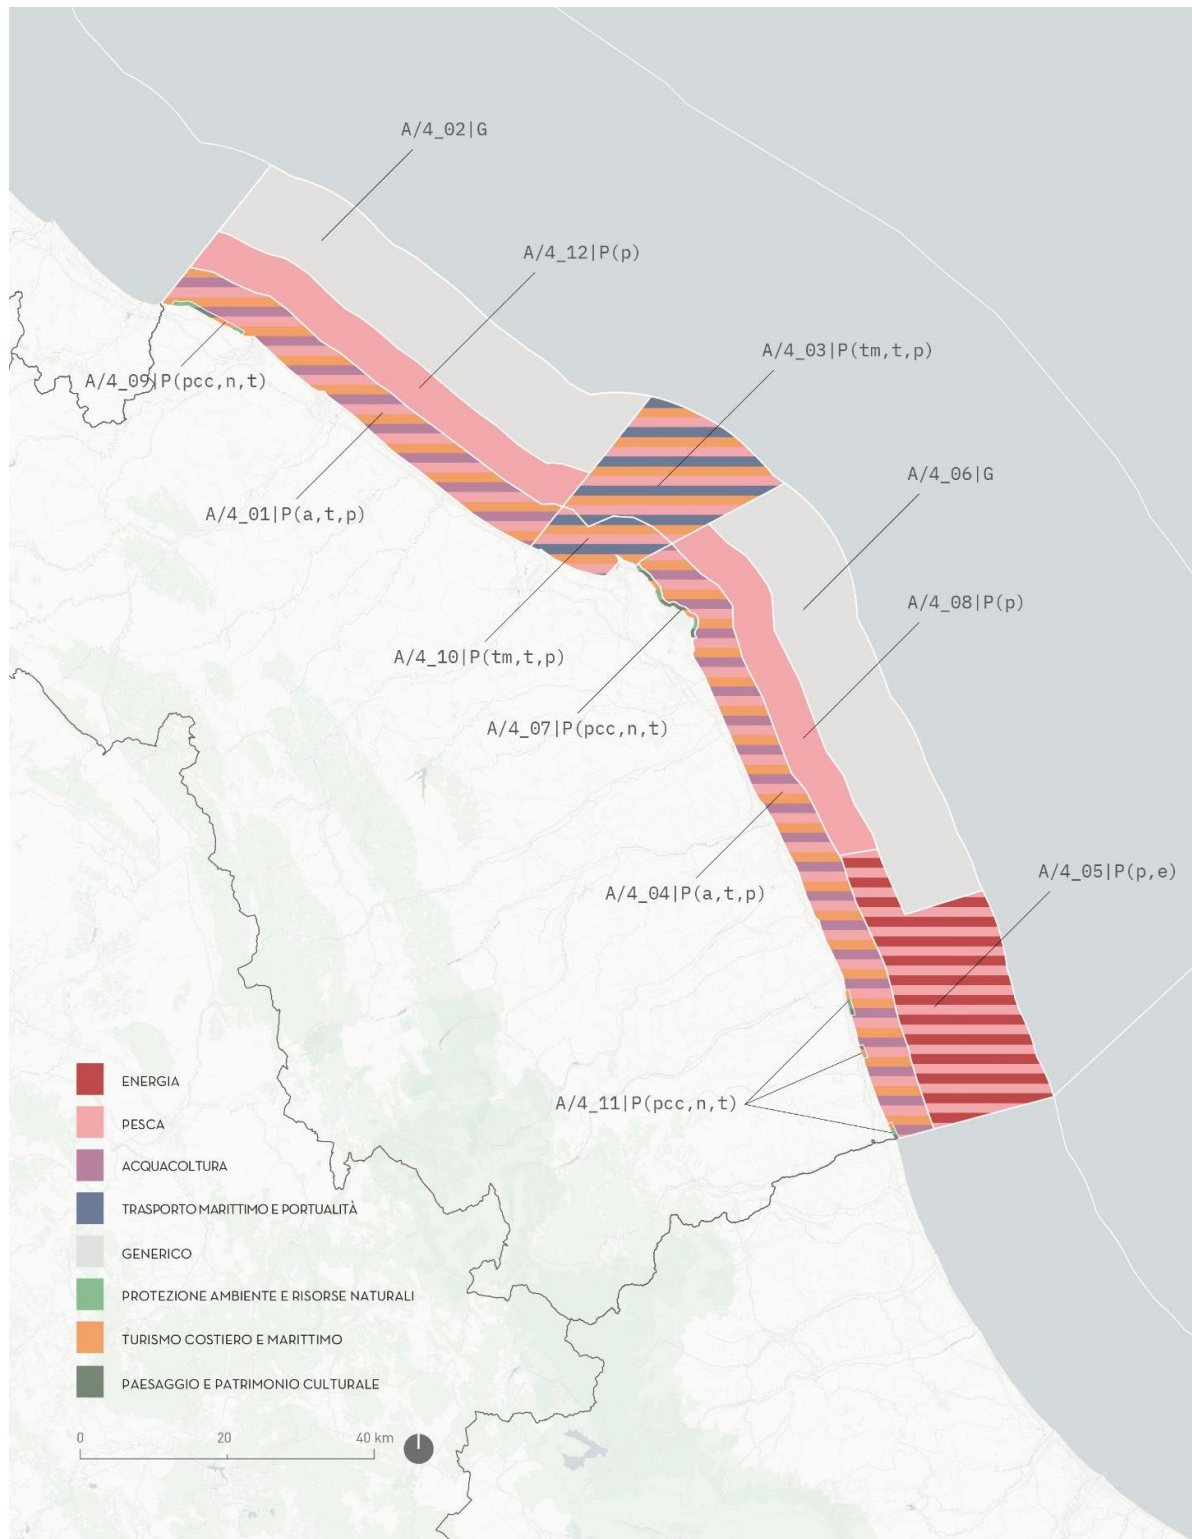 A/4_02|G
A/4_12|P(p)
A/4_03|P(tm,t,p)
A/4_09|P(pcc,n,t)
A/4_06|G
A/4_01|P(a,t,p)
A/4_08|P(p)
A/4_10|P(tm,t,p)
A/4_07|P(pcc,n,t)
A/4_05|P(p,e)
A/4_04|P(a,t,p)
A/4_11|P(pcc,n,t)
ENERGIA
PESCA
ACQUACOLTURA
TRASPORTO MARITTIMO E PORTUALITÀ
GENERICO
PROTEZIONE AMBIENTE E RISORSE NATURALI
TURISMO COSTIERO E MARITTIMO
PAESAGGIO E PATRIMONIO CULTURALE
0 20 40 km